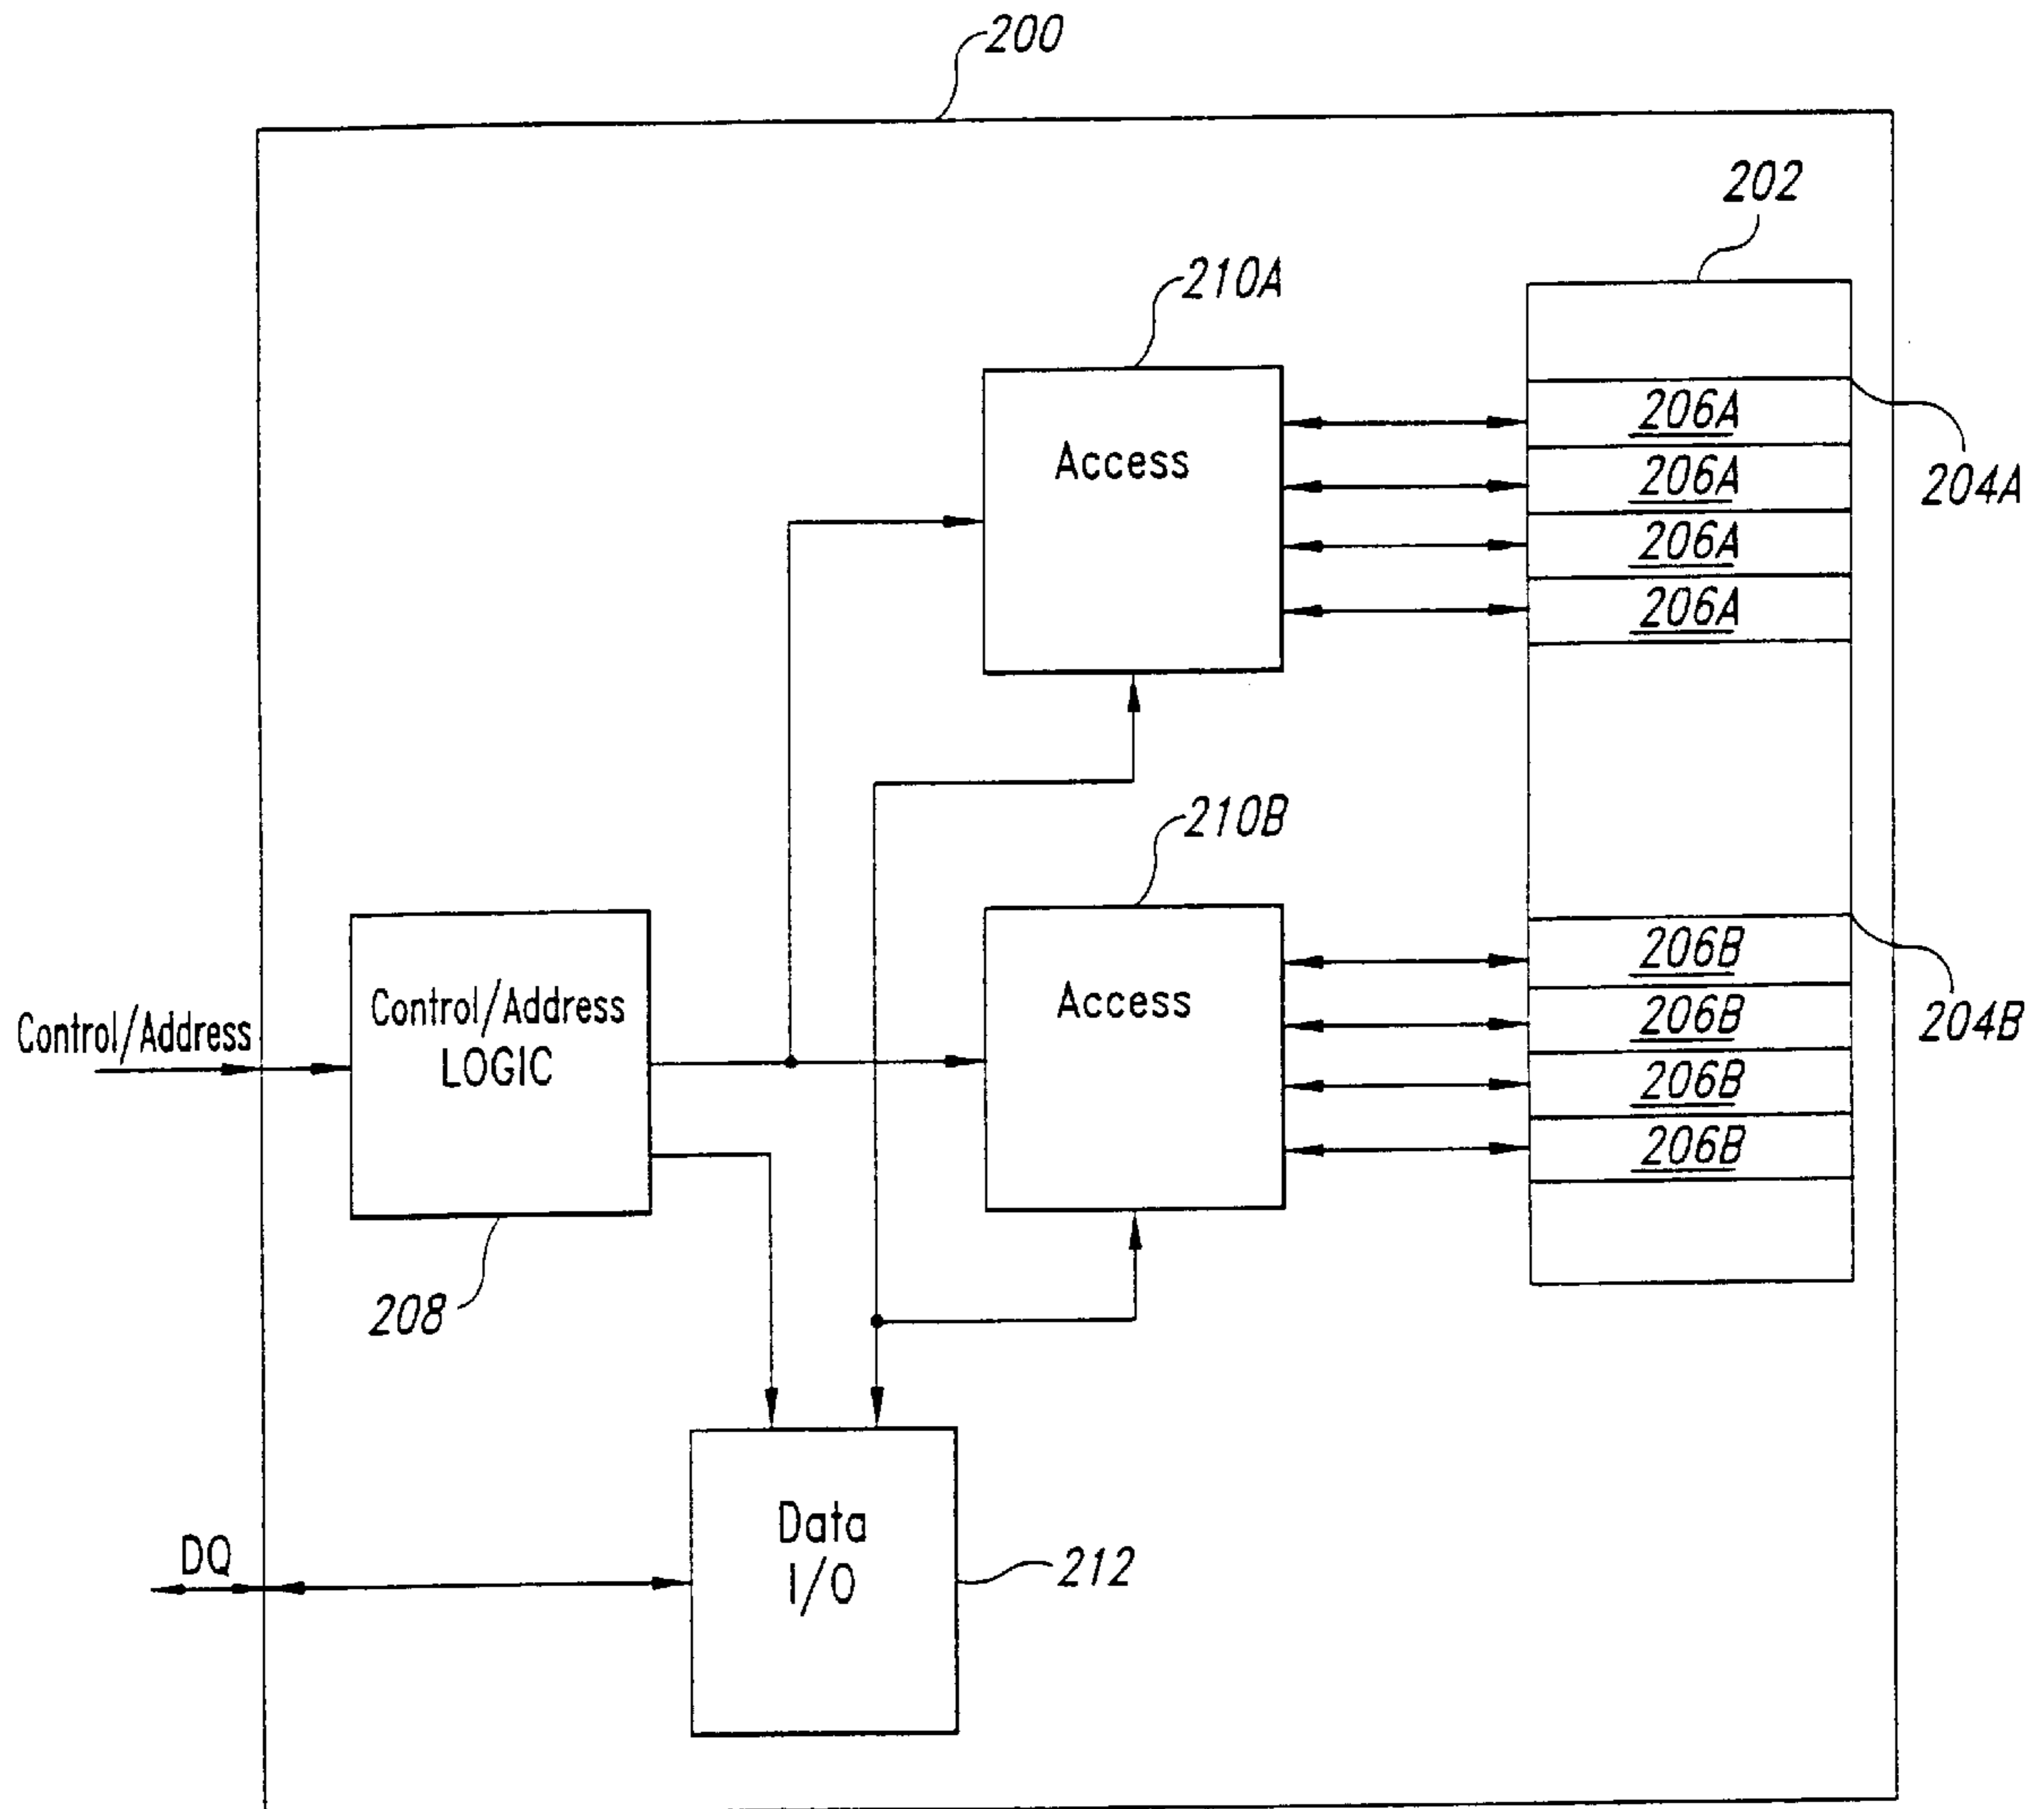 200
202
210A
Access
206A
206A
204A
206A
206A
210B
206B
Control/Address
LOGIC
Access
206B
204B
Control/Address
206B
206B
208
Data
I/O
DQ
212